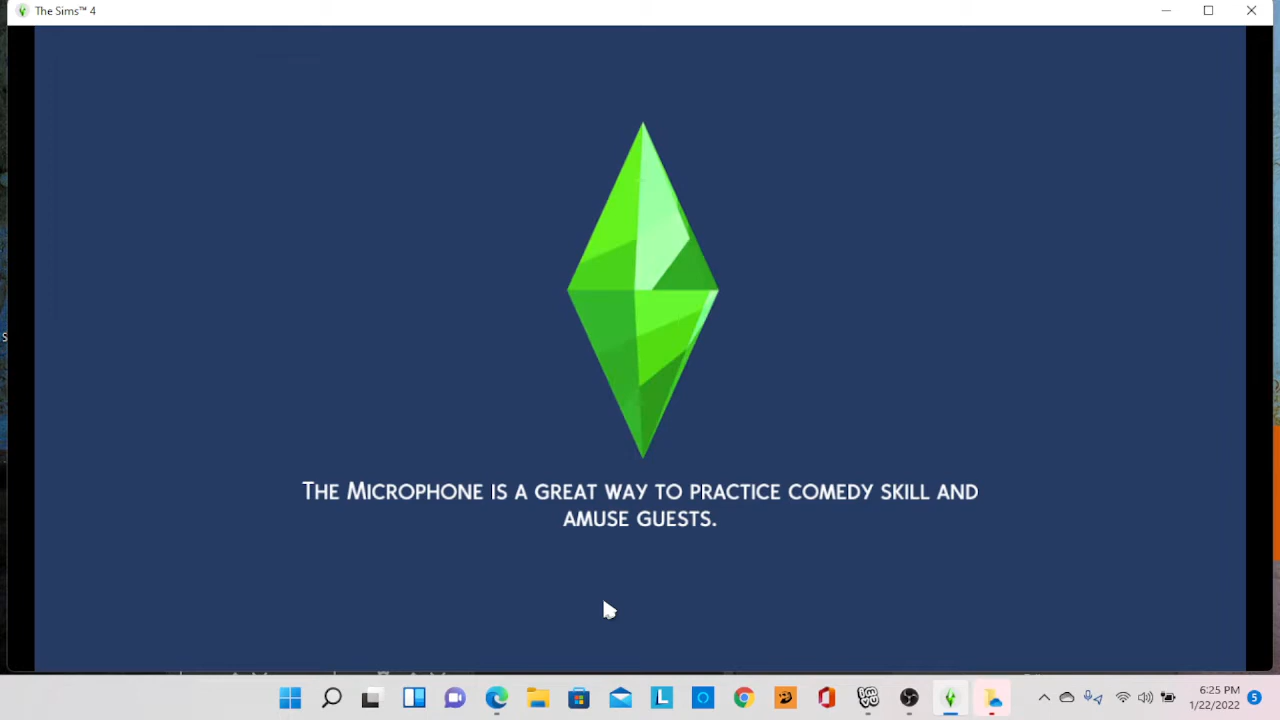 The Sims™ 4
THE MICROPHONE IS A GREAT WAY TO PRACTICE COMEDY SKILL AND
AMUSE GUESTS.
6:25 PM
1/22/2022
5